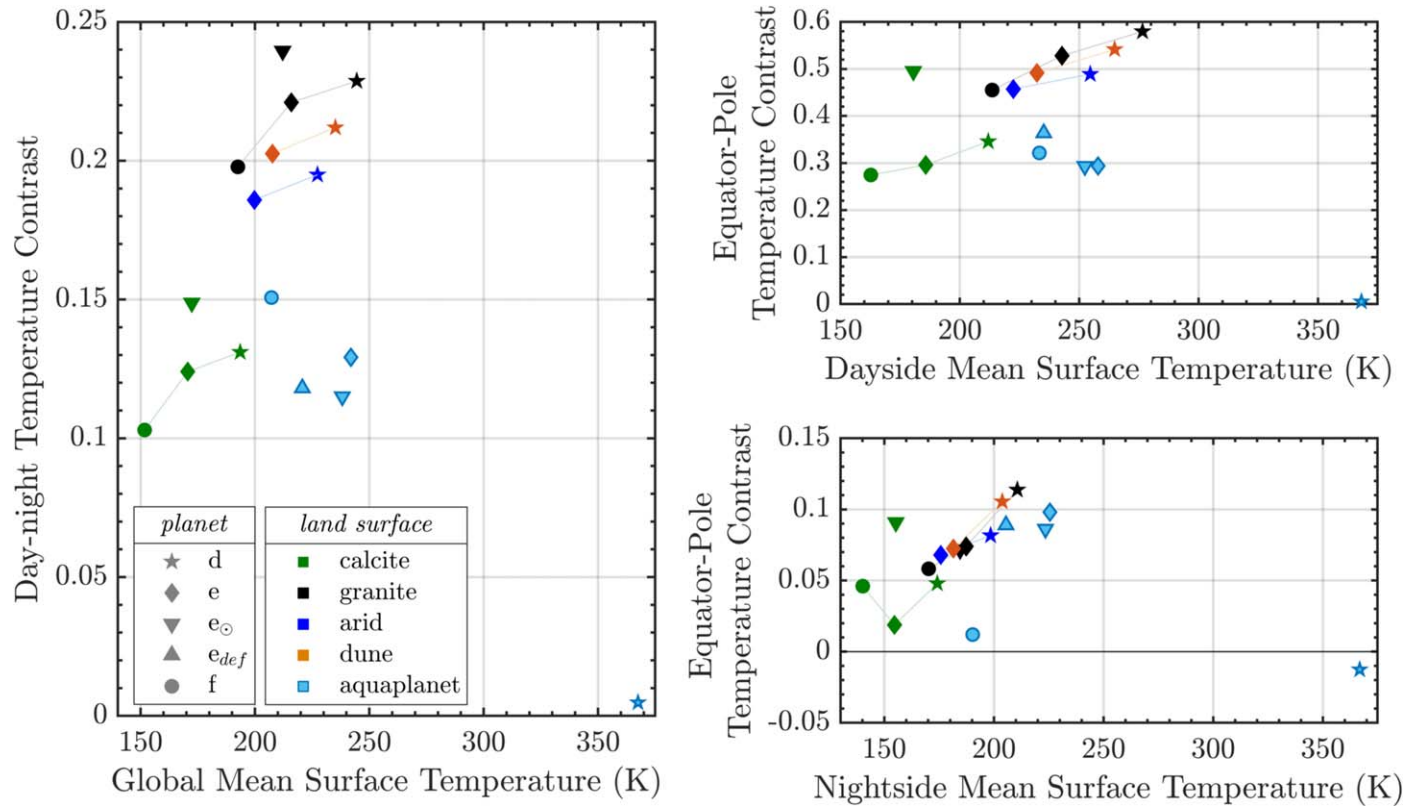 Day-night Temperature Contrast
0.25
0.2
0.15
0.1
0.05
0
150 200 250 300 350
Global Mean Surface Temperature (K)
planet
d
e
e⊙
e_def
f
land surface
calcite
granite
arid
dune
aquaplanet
Equator-Pole
Temperature Contrast
0.6
0.5
0.4
0.3
0.2
0.1
0
150 200 250 300 350
Dayside Mean Surface Temperature (K)
Equator-Pole
Temperature Contrast
0.15
0.1
0.05
0
-0.05
150 200 250 300 350
Nightside Mean Surface Temperature (K)